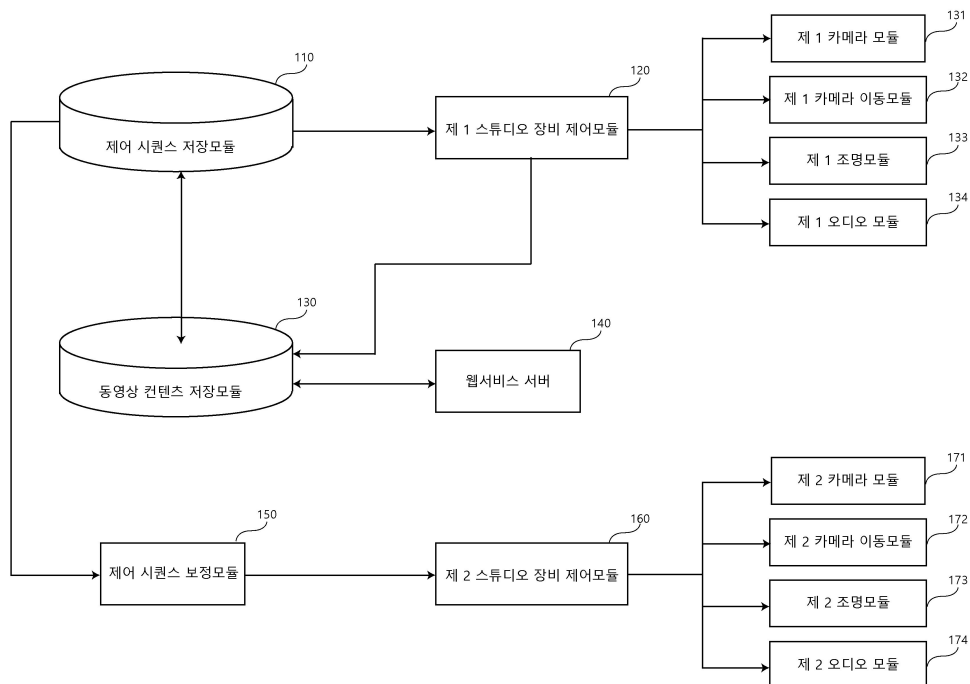 131
제 1 카메라 모듈
110
120
132
제 1 카메라 이동모듈
제어 시퀀스 저장모듈
제 1 스튜디오 장비 제어모듈
133
제 1 조명모듈
134
제 1 오디오 모듈
130
140
동영상 컨텐츠 저장모듈
웹서비스 서버
171
제 2 카메라 모듈
150
160
172
제 2 카메라 이동모듈
제어 시퀀스 보정모듈
제 2 스튜디오 장비 제어모듈
173
제 2 조명모듈
174
제 2 오디오 모듈